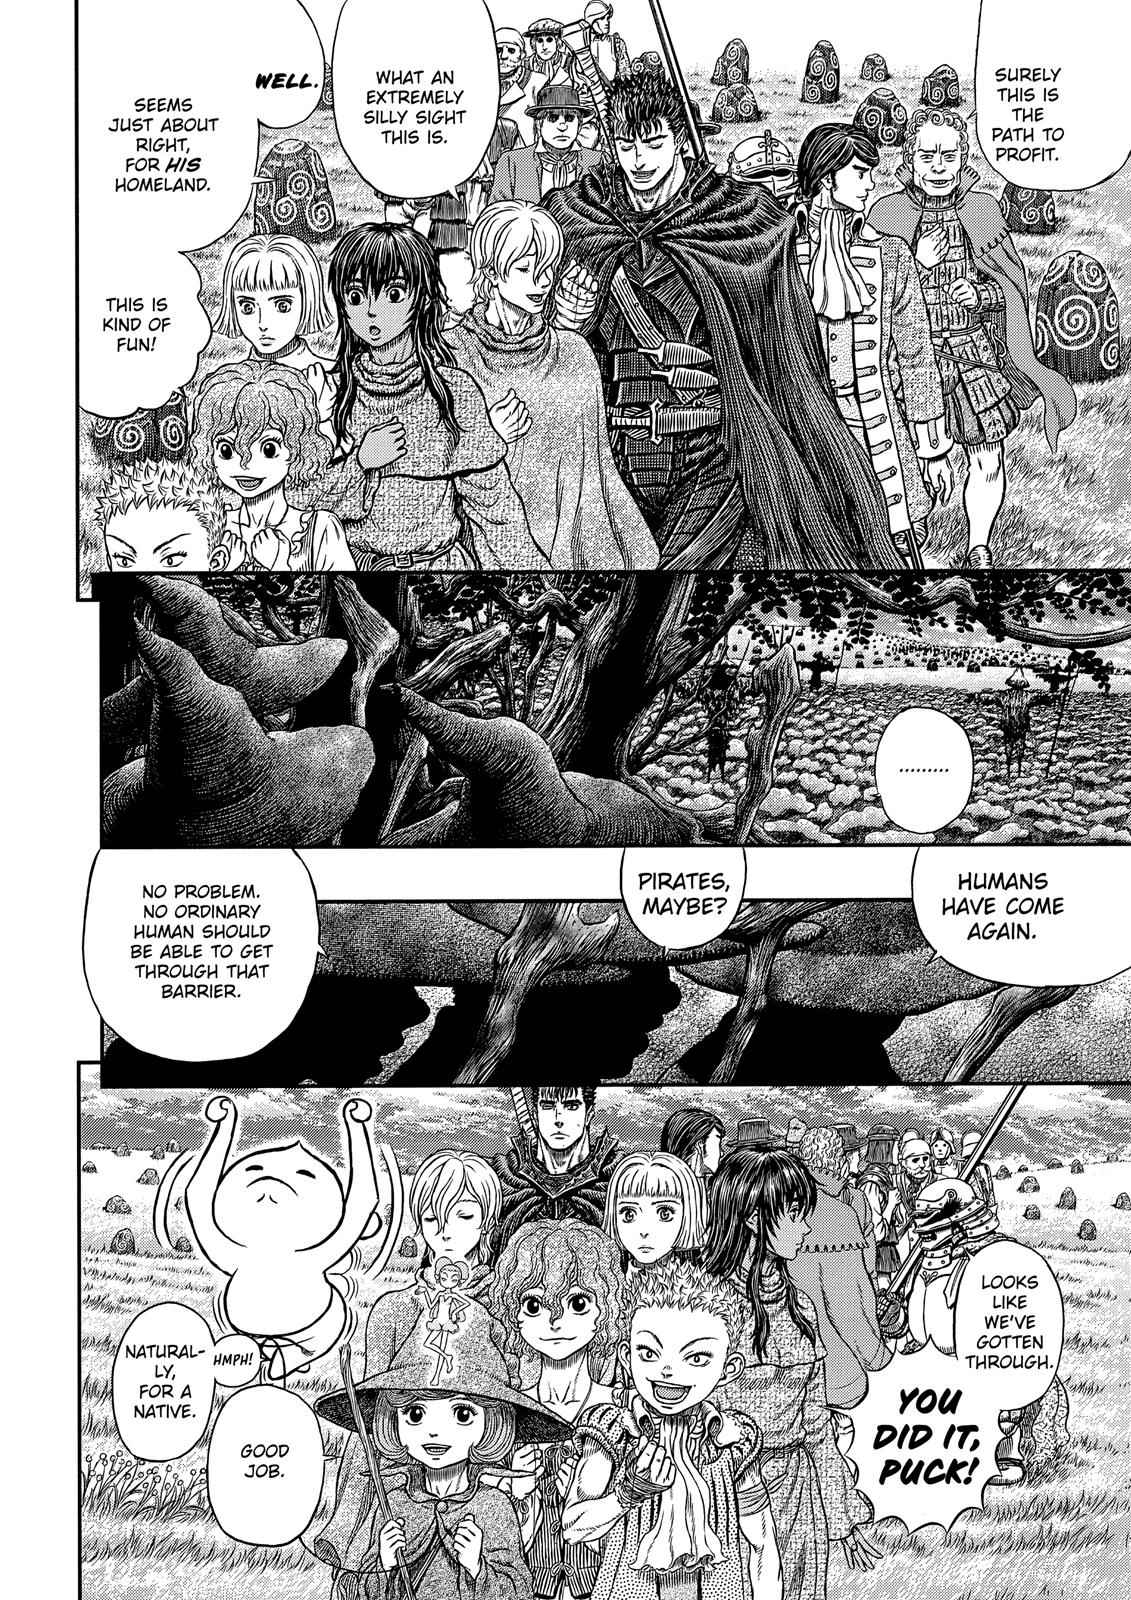 SURELY
THIS IS
THE
PATH TO
PROFIT.
WHAT AN
EXTREMELY
SILLY SIGHT
THIS IS.
WELL.
SEEMS
JUST ABOUT
RIGHT,
FOR HIS
HOMELAND.
THIS IS
KIND OF
FUN!
.........
HUMANS
HAVE COME
AGAIN.
PIRATES,
MAYBE?
NO PROBLEM.
NO ORDINARY
HUMAN SHOULD
BE ABLE TO GET
THROUGH THAT
BARRIER.
LOOKS
LIKE
WE'VE
GOTTEN
THROUGH.
YOU
DID IT,
PUCK!
GOOD
JOB.
HMPH!
NATURAL-
LY,
FOR A
NATIVE.